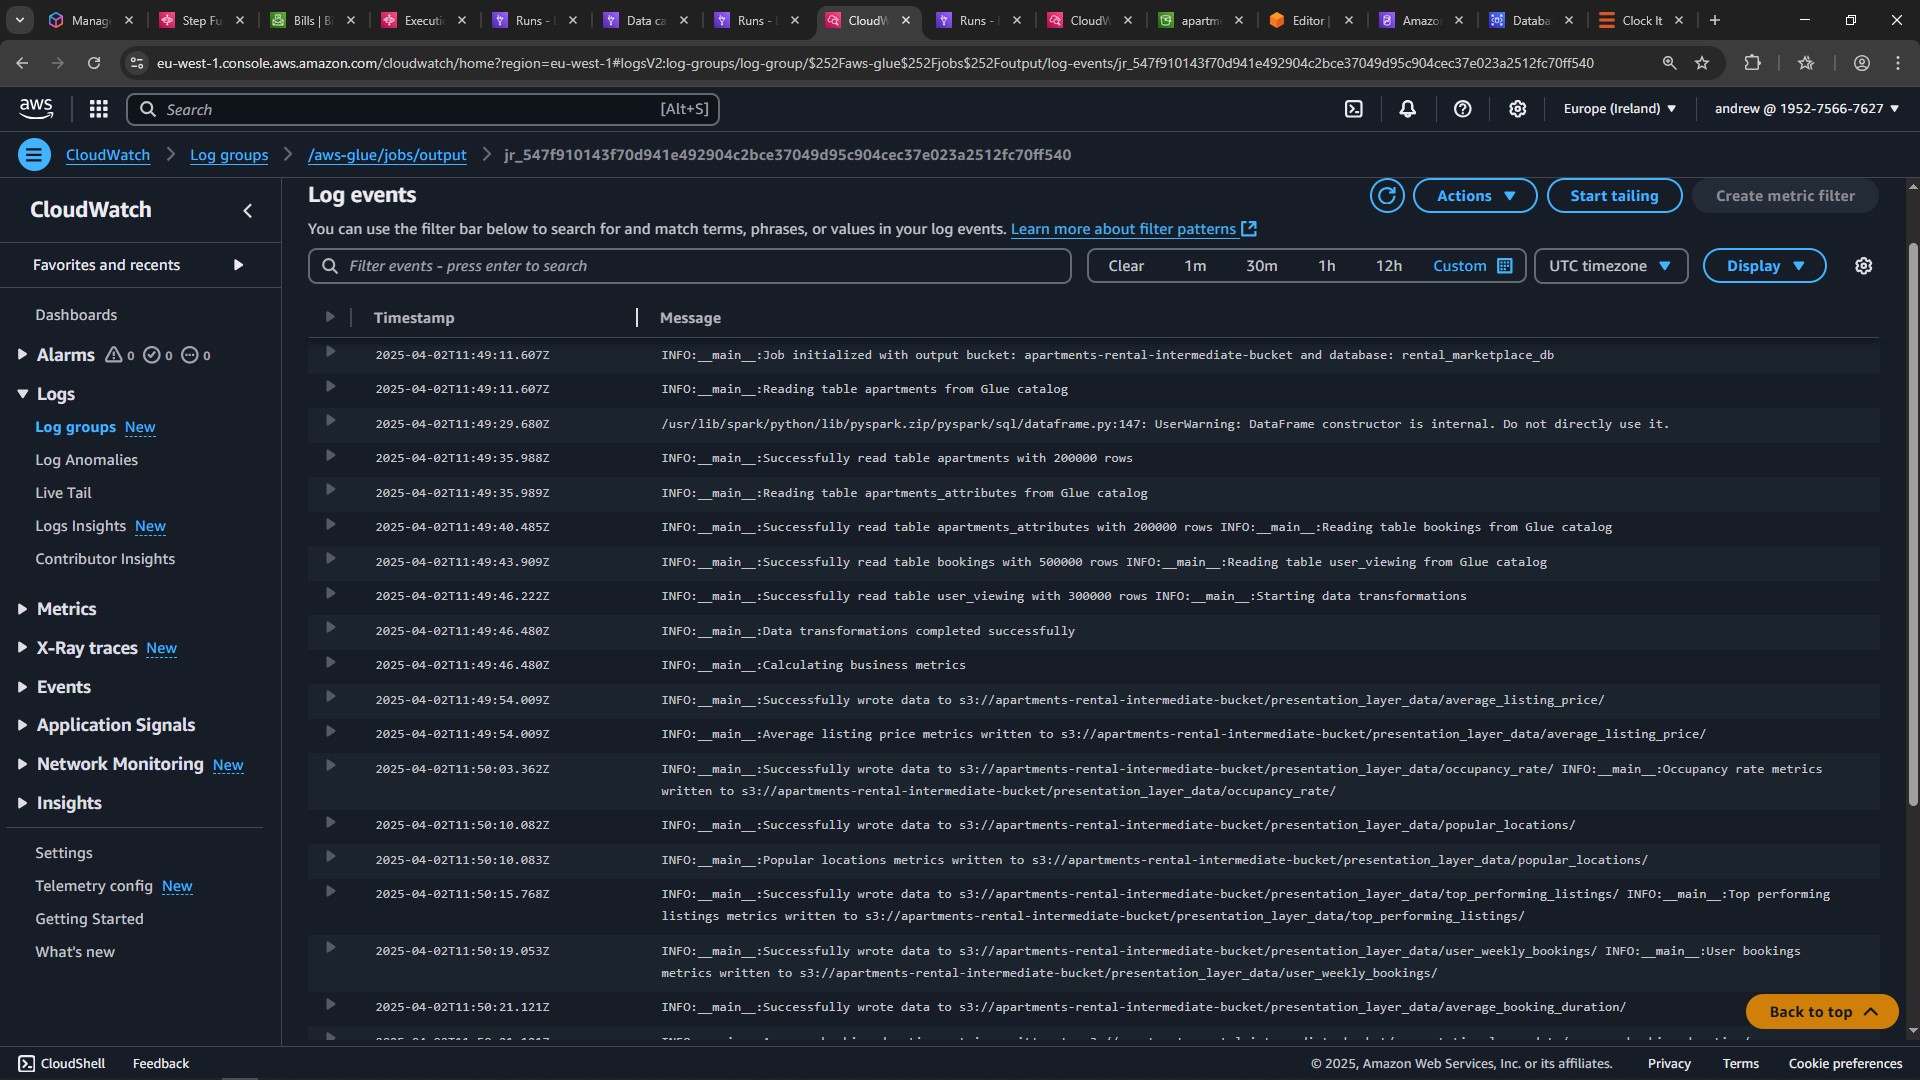 Manag
Step Fu
Bills | B
Executi
Runs -
Data ca
Runs -
CloudW
Runs -
CloudW
apartm
Editor |
Amazo
Databa
Clock It
eu-west-1.console.aws.amazon.com/cloudwatch/home?region=eu-west-1#logsV2:log-groups/log-group/$252Faws-glue$252Fjobs$252Foutput/log-events/jr_547f910143f70d941e492904c2bce37049d95c904cec37e023a2512fc70ff540
aws
Search [Alt+S]
Europe (Ireland)
andrew @ 1952-7566-7627
CloudWatch
Log groups
/aws-glue/jobs/output
jr_547f910143f70d941e492904c2bce37049d95c904cec37e023a2512fc70ff540
CloudWatch
Favorites and recents
Dashboards
Alarms 0 0 0
Logs
Log groups New
Log Anomalies
Live Tail
Logs Insights New
Contributor Insights
Metrics
X-Ray traces New
Events
Application Signals
Network Monitoring New
Insights
Settings
Telemetry config New
Getting Started
What's new
Log events
Actions
Start tailing
Create metric filter
You can use the filter bar below to search for and match terms, phrases, or values in your log events. Learn more about filter patterns
Filter events - press enter to search
Clear 1m 30m 1h 12h Custom
UTC timezone
Display
Timestamp Message
2025-04-02T11:49:11.607Z INFO:__main__:Job initialized with output bucket: apartments-rental-intermediate-bucket and database: rental_marketplace_db
2025-04-02T11:49:11.607Z INFO:__main__:Reading table apartments from Glue catalog
2025-04-02T11:49:29.680Z /usr/lib/spark/python/lib/pyspark.zip/pyspark/sql/dataframe.py:147: UserWarning: DataFrame constructor is internal. Do not directly use it.
2025-04-02T11:49:35.988Z INFO:__main__:Successfully read table apartments with 200000 rows
2025-04-02T11:49:35.989Z INFO:__main__:Reading table apartments_attributes from Glue catalog
2025-04-02T11:49:40.485Z INFO:__main__:Successfully read table apartments_attributes with 200000 rows INFO:__main__:Reading table bookings from Glue catalog
2025-04-02T11:49:43.909Z INFO:__main__:Successfully read table bookings with 500000 rows INFO:__main__:Reading table user_viewing from Glue catalog
2025-04-02T11:49:46.222Z INFO:__main__:Successfully read table user_viewing with 300000 rows INFO:__main__:Starting data transformations
2025-04-02T11:49:46.480Z INFO:__main__:Data transformations completed successfully
2025-04-02T11:49:46.480Z INFO:__main__:Calculating business metrics
2025-04-02T11:49:54.009Z INFO:__main__:Successfully wrote data to s3://apartments-rental-intermediate-bucket/presentation_layer_data/average_listing_price/
2025-04-02T11:49:54.009Z INFO:__main__:Average listing price metrics written to s3://apartments-rental-intermediate-bucket/presentation_layer_data/average_listing_price/
2025-04-02T11:50:03.362Z INFO:__main__:Successfully wrote data to s3://apartments-rental-intermediate-bucket/presentation_layer_data/occupancy_rate/ INFO:__main__:Occupancy rate metrics
written to s3://apartments-rental-intermediate-bucket/presentation_layer_data/occupancy_rate/
2025-04-02T11:50:10.082Z INFO:__main__:Successfully wrote data to s3://apartments-rental-intermediate-bucket/presentation_layer_data/popular_locations/
2025-04-02T11:50:10.083Z INFO:__main__:Popular locations metrics written to s3://apartments-rental-intermediate-bucket/presentation_layer_data/popular_locations/
2025-04-02T11:50:15.768Z INFO:__main__:Successfully wrote data to s3://apartments-rental-intermediate-bucket/presentation_layer_data/top_performing_listings/ INFO:__main__:Top performing
listings metrics written to s3://apartments-rental-intermediate-bucket/presentation_layer_data/top_performing_listings/
2025-04-02T11:50:19.053Z INFO:__main__:Successfully wrote data to s3://apartments-rental-intermediate-bucket/presentation_layer_data/user_weekly_bookings/ INFO:__main__:User bookings
metrics written to s3://apartments-rental-intermediate-bucket/presentation_layer_data/user_weekly_bookings/
2025-04-02T11:50:21.121Z INFO:__main__:Successfully wrote data to s3://apartments-rental-intermediate-bucket/presentation_layer_data/average_booking_duration/
Back to top
CloudShell
Feedback
© 2025, Amazon Web Services, Inc. or its affiliates.
Privacy
Terms
Cookie preferences